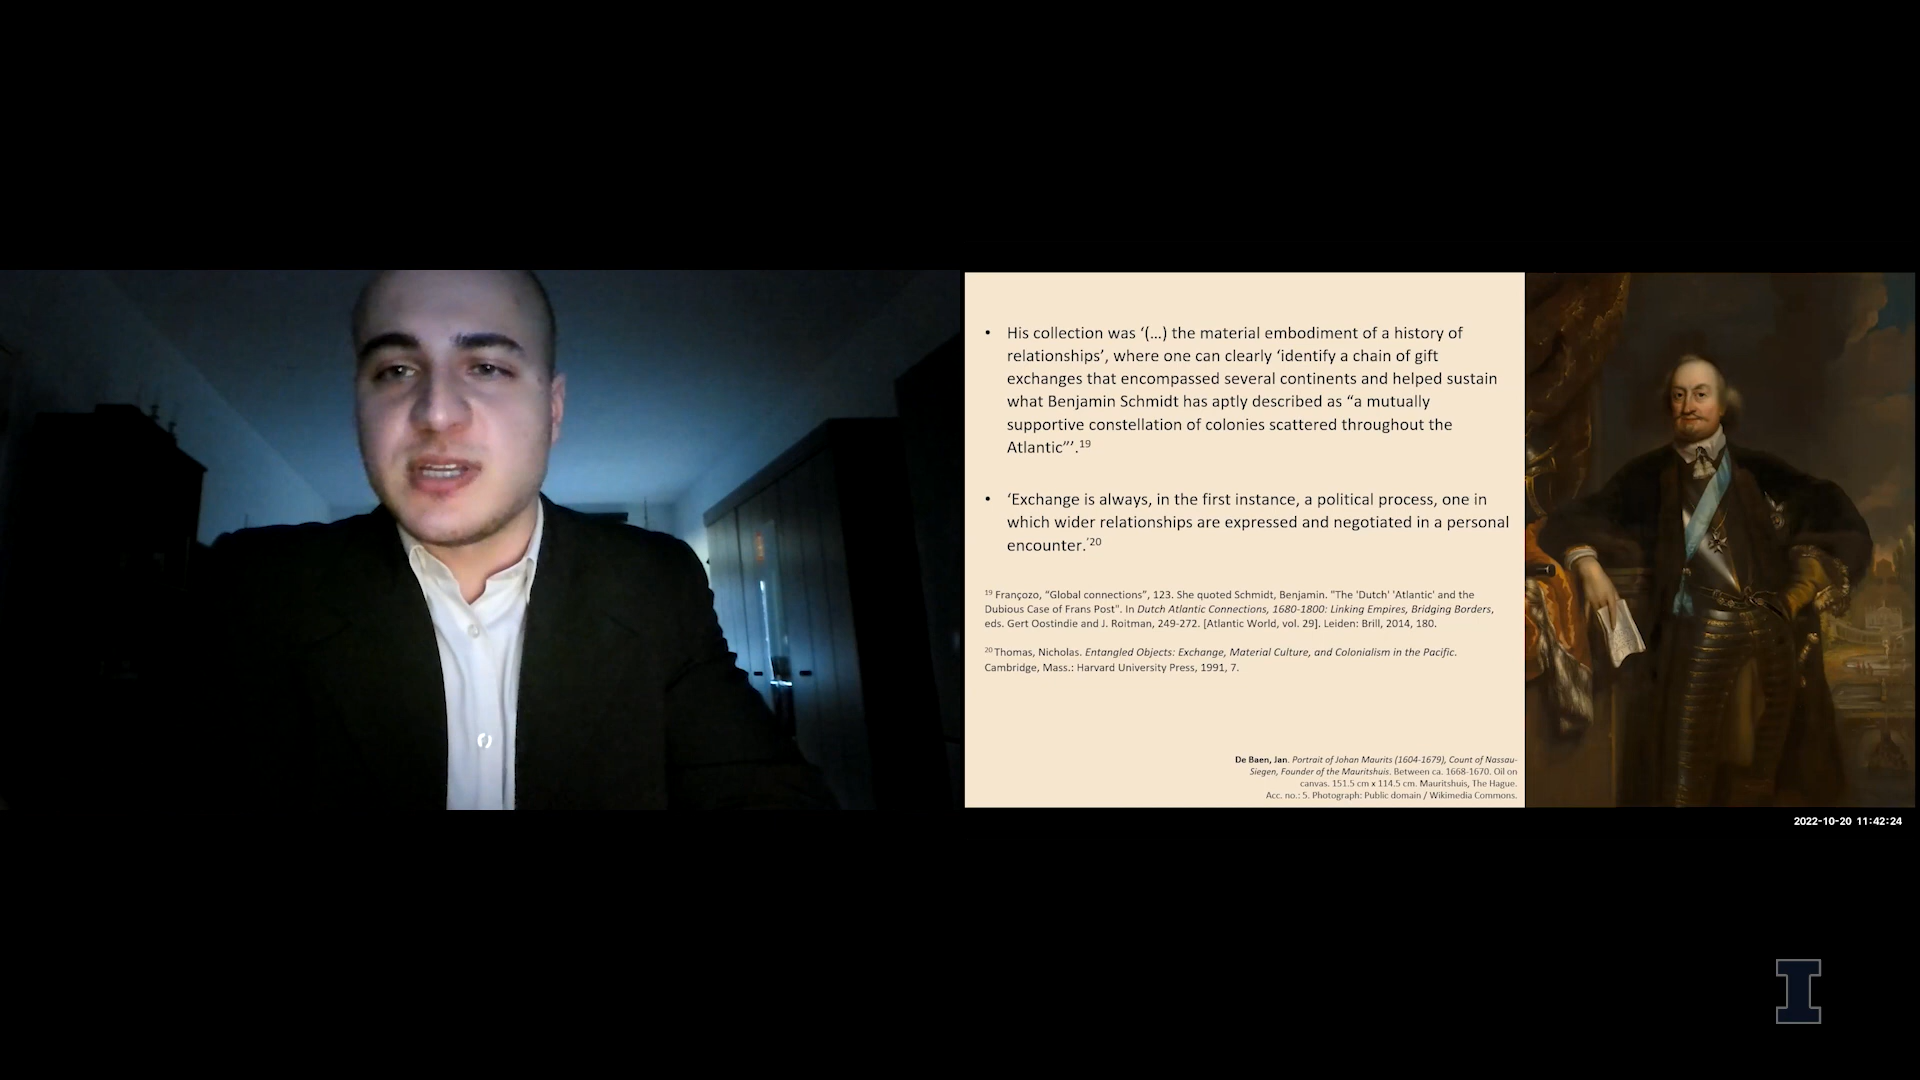 • His collection was ‘(…) the material embodiment of a history of
relationships’, where one can clearly ‘identify a chain of gift
exchanges that encompassed several continents and helped sustain
what Benjamin Schmidt has aptly described as “a mutually
supportive constellation of colonies scattered throughout the
Atlantic”’.19
• ‘Exchange is always, in the first instance, a political process, one in
which wider relationships are expressed and negotiated in a personal
encounter.’20
19 Françozo, “Global connections”, 123. She quoted Schmidt, Benjamin. "The 'Dutch' 'Atlantic' and the
Dubious Case of Frans Post". In Dutch Atlantic Connections, 1680-1800: Linking Empires, Bridging Borders,
eds. Gert Oostindie and J. Roitman, 249-272. [Atlantic World, vol. 29]. Leiden: Brill, 2014, 180.
20 Thomas, Nicholas. Entangled Objects: Exchange, Material Culture, and Colonialism in the Pacific.
Cambridge, Mass.: Harvard University Press, 1991, 7.
De Baen, Jan. Portrait of Johan Maurits (1604-1679), Count of Nassau-
Siegen, Founder of the Mauritshuis. Between ca. 1668-1670. Oil on
canvas. 151.5 cm x 114.5 cm. Mauritshuis, The Hague.
Acc. no.: 5. Photograph: Public domain / Wikimedia Commons.
2022-10-20 11:42:24
I